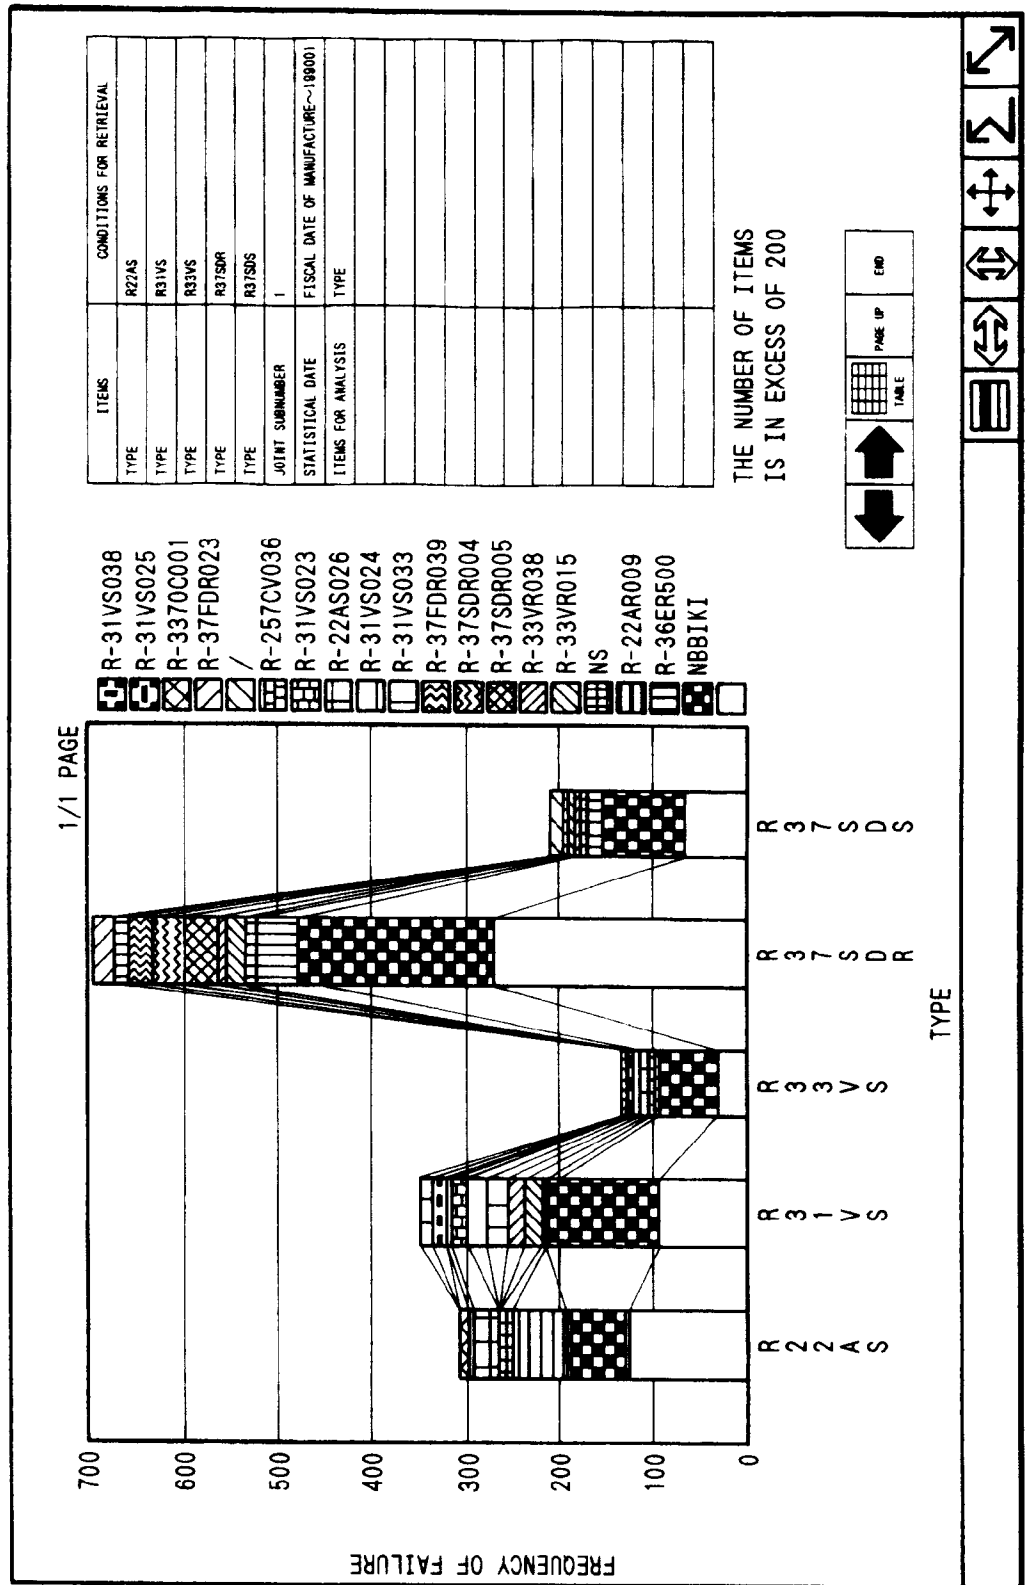 1/1 PAGE
FREQUENCY OF FAILURE
700
600
500
400
300
200
100
0
R22AS
R31VS
R33VS
R37SDR
R37SDS
TYPE
R-31VS038
R-31VS025
R-3370C001
R-37FDR023
/
R-257CV036
R-31VS023
R-22AS026
R-31VS024
R-31VS033
R-37FDR039
R-37SDR004
R-37SDR005
R-33VR038
R-33VR015
NS
R-22AR009
R-36ER500
NBBIKI
ITEMS CONDITIONS FOR RETRIEVAL
TYPE R22AS
TYPE R31VS
TYPE R33VS
TYPE R37SDR
TYPE R37SDS
JOINT SUBNUMBER 1
STATISTICAL DATE FISCAL DATE OF MANUFACTURE~199001
ITEMS FOR ANALYSIS TYPE
THE NUMBER OF ITEMS
IS IN EXCESS OF 200
TABLE
PAGE UP
END